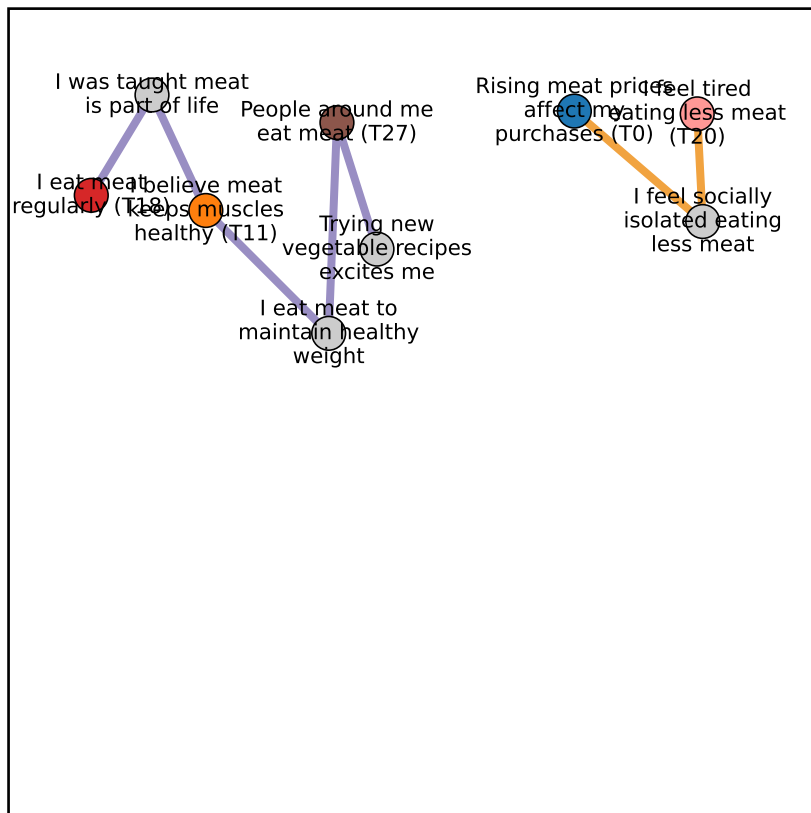 I was taught meat
is part of life
People around me
eat meat (T27)
Rising meat prices
affect my
purchases (T0)
I feel tired
eating less meat
(T20)
I eat meat
regularly (T18)
I believe meat
keeps muscles
healthy (T11)
Trying new
vegetable recipes
excites me
I feel socially
isolated eating
less meat
I eat meat to
maintain healthy
weight